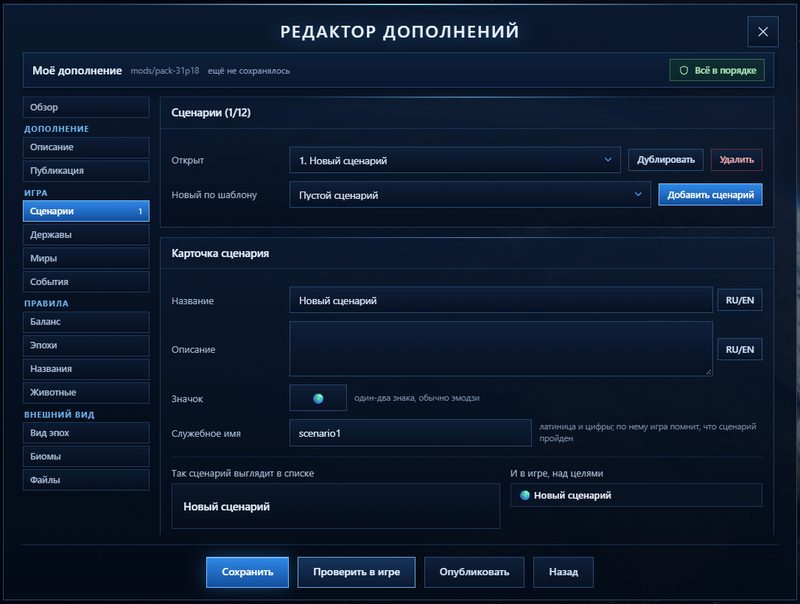 РЕДАКТОР ДОПОЛНЕНИЙ
Моё дополнение mods/pack-31p18 ещё не сохранялось
Всё в порядке
Обзор
ДОПОЛНЕНИЕ
Описание
Публикация
ИГРА
Сценарии 1
Державы
Миры
События
ПРАВИЛА
Баланс
Эпохи
Названия
Животные
ВНЕШНИЙ ВИД
Вид эпох
Биомы
Файлы
Сценарии (1/12)
Открыт
1. Новый сценарий
Дублировать
Удалить
Новый по шаблону
Пустой сценарий
Добавить сценарий
Карточка сценария
Название
Новый сценарий
RU/EN
Описание
RU/EN
Значок
один-два знака, обычно эмодзи
Служебное имя
scenario1
латиница и цифры; по нему игра помнит, что сценарий
пройден
Так сценарий выглядит в списке
Новый сценарий
И в игре, над целями
Новый сценарий
Сохранить
Проверить в игре
Опубликовать
Назад